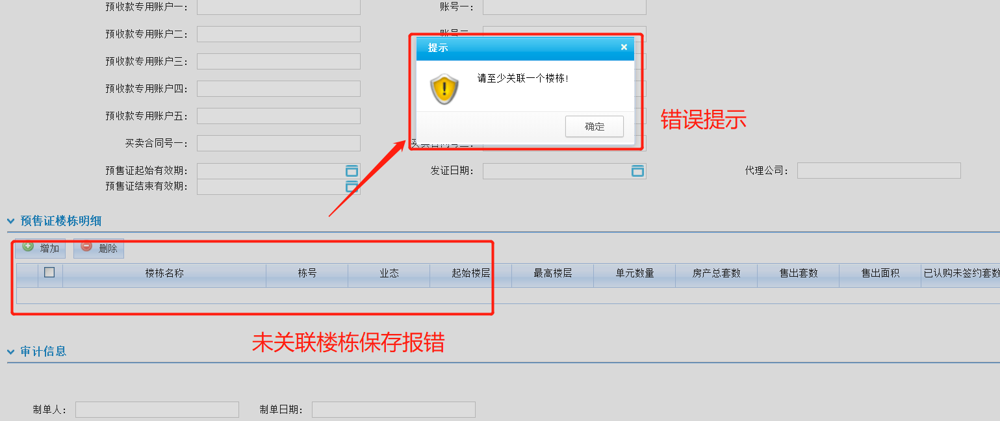 预收款专用账户一： 账号一：
预收款专用账户二： 账号二
提示
预收款专用账户三：
请至少关联一个楼栋！
预收款专用账户四：
预收款专用账户五： 错误提示
确定
买卖合同号一： 买卖合同号二：
预售证起始有效期： 发证日期： 代理公司：
预售证结束有效期：
预售证楼栋明细
增加 删除
楼栋名称 栋号 业态 起始楼层 最高楼层 单元数量 房产总套数 售出套数 售出面积 已认购未签约套数
未关联楼栋保存报错
审计信息
制单人： 制单日期：